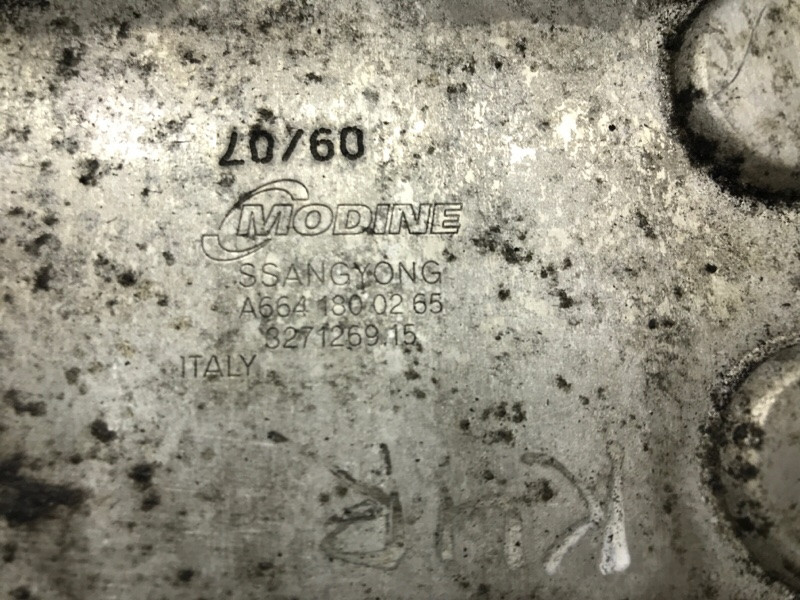 09/07
MODINE
SSANGYONG
A664 180 02 65
3271269.15
ITALY